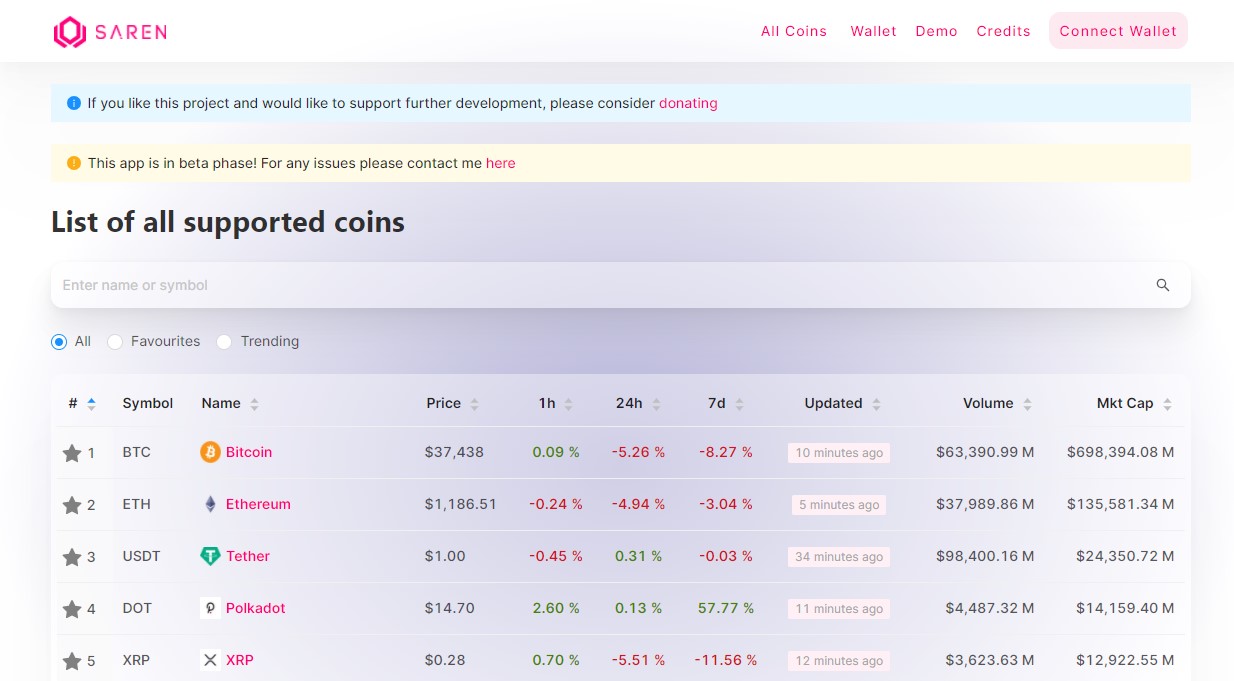 SAREN
All Coins Wallet Demo Credits Connect Wallet
If you like this project and would like to support further development, please consider donating
This app is in beta phase! For any issues please contact me here
List of all supported coins
Enter name or symbol
All Favourites Trending
# Symbol Name Price 1h 24h 7d Updated Volume Mkt Cap
1 BTC Bitcoin $37,438 0.09 % -5.26 % -8.27 % 10 minutes ago $63,390.99 M $698,394.08 M
2 ETH Ethereum $1,186.51 -0.24 % -4.94 % -3.04 % 5 minutes ago $37,989.86 M $135,581.34 M
3 USDT Tether $1.00 -0.45 % 0.31 % -0.03 % 34 minutes ago $98,400.16 M $24,350.72 M
4 DOT Polkadot $14.70 2.60 % 0.13 % 57.77 % 11 minutes ago $4,487.32 M $14,159.40 M
5 XRP XRP $0.28 0.70 % -5.51 % -11.56 % 12 minutes ago $3,623.63 M $12,922.55 M